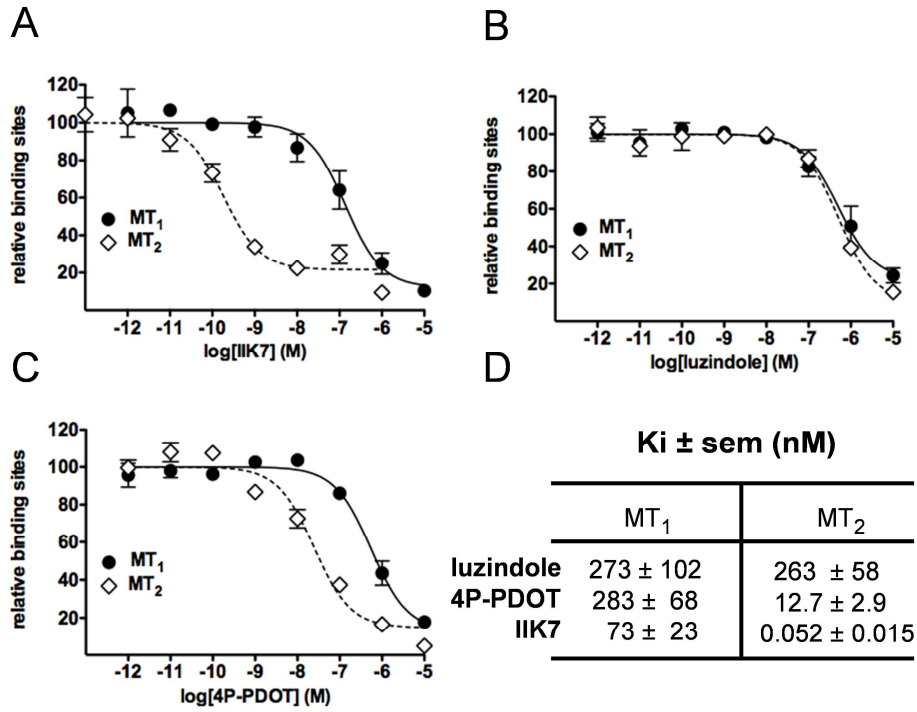 A
120
100
80
60
40
20
relative binding sites
MT1
MT2
-12 -11 -10 -9 -8 -7 -6 -5
log[IIK7] (M)
B
120
100
80
60
40
20
relative binding sites
MT1
MT2
-12 -11 -10 -9 -8 -7 -6 -5
log[luzindole] (M)
C
120
100
80
60
40
20
relative binding sites
MT1
MT2
-12 -11 -10 -9 -8 -7 -6 -5
log[4P-PDOT] (M)
D
Ki ± sem (nM)
MT1 MT2
luzindole 273 ± 102 263 ± 58
4P-PDOT 283 ± 68 12.7 ± 2.9
IIK7 73 ± 23 0.052 ± 0.015